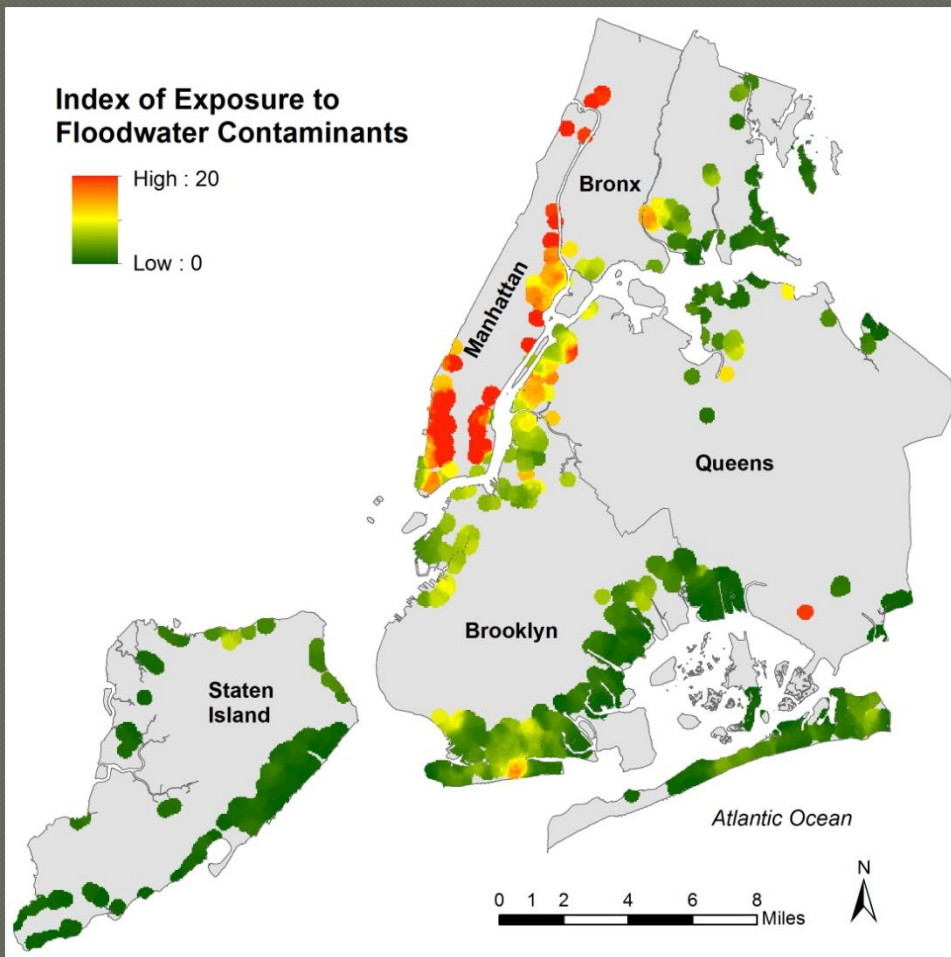 Index of Exposure to
Floodwater Contaminants
High : 20
Low : 0
Bronx
Manhattan
Queens
Brooklyn
Staten
Island
Atlantic Ocean
N
0 1 2 4 6 8
Miles